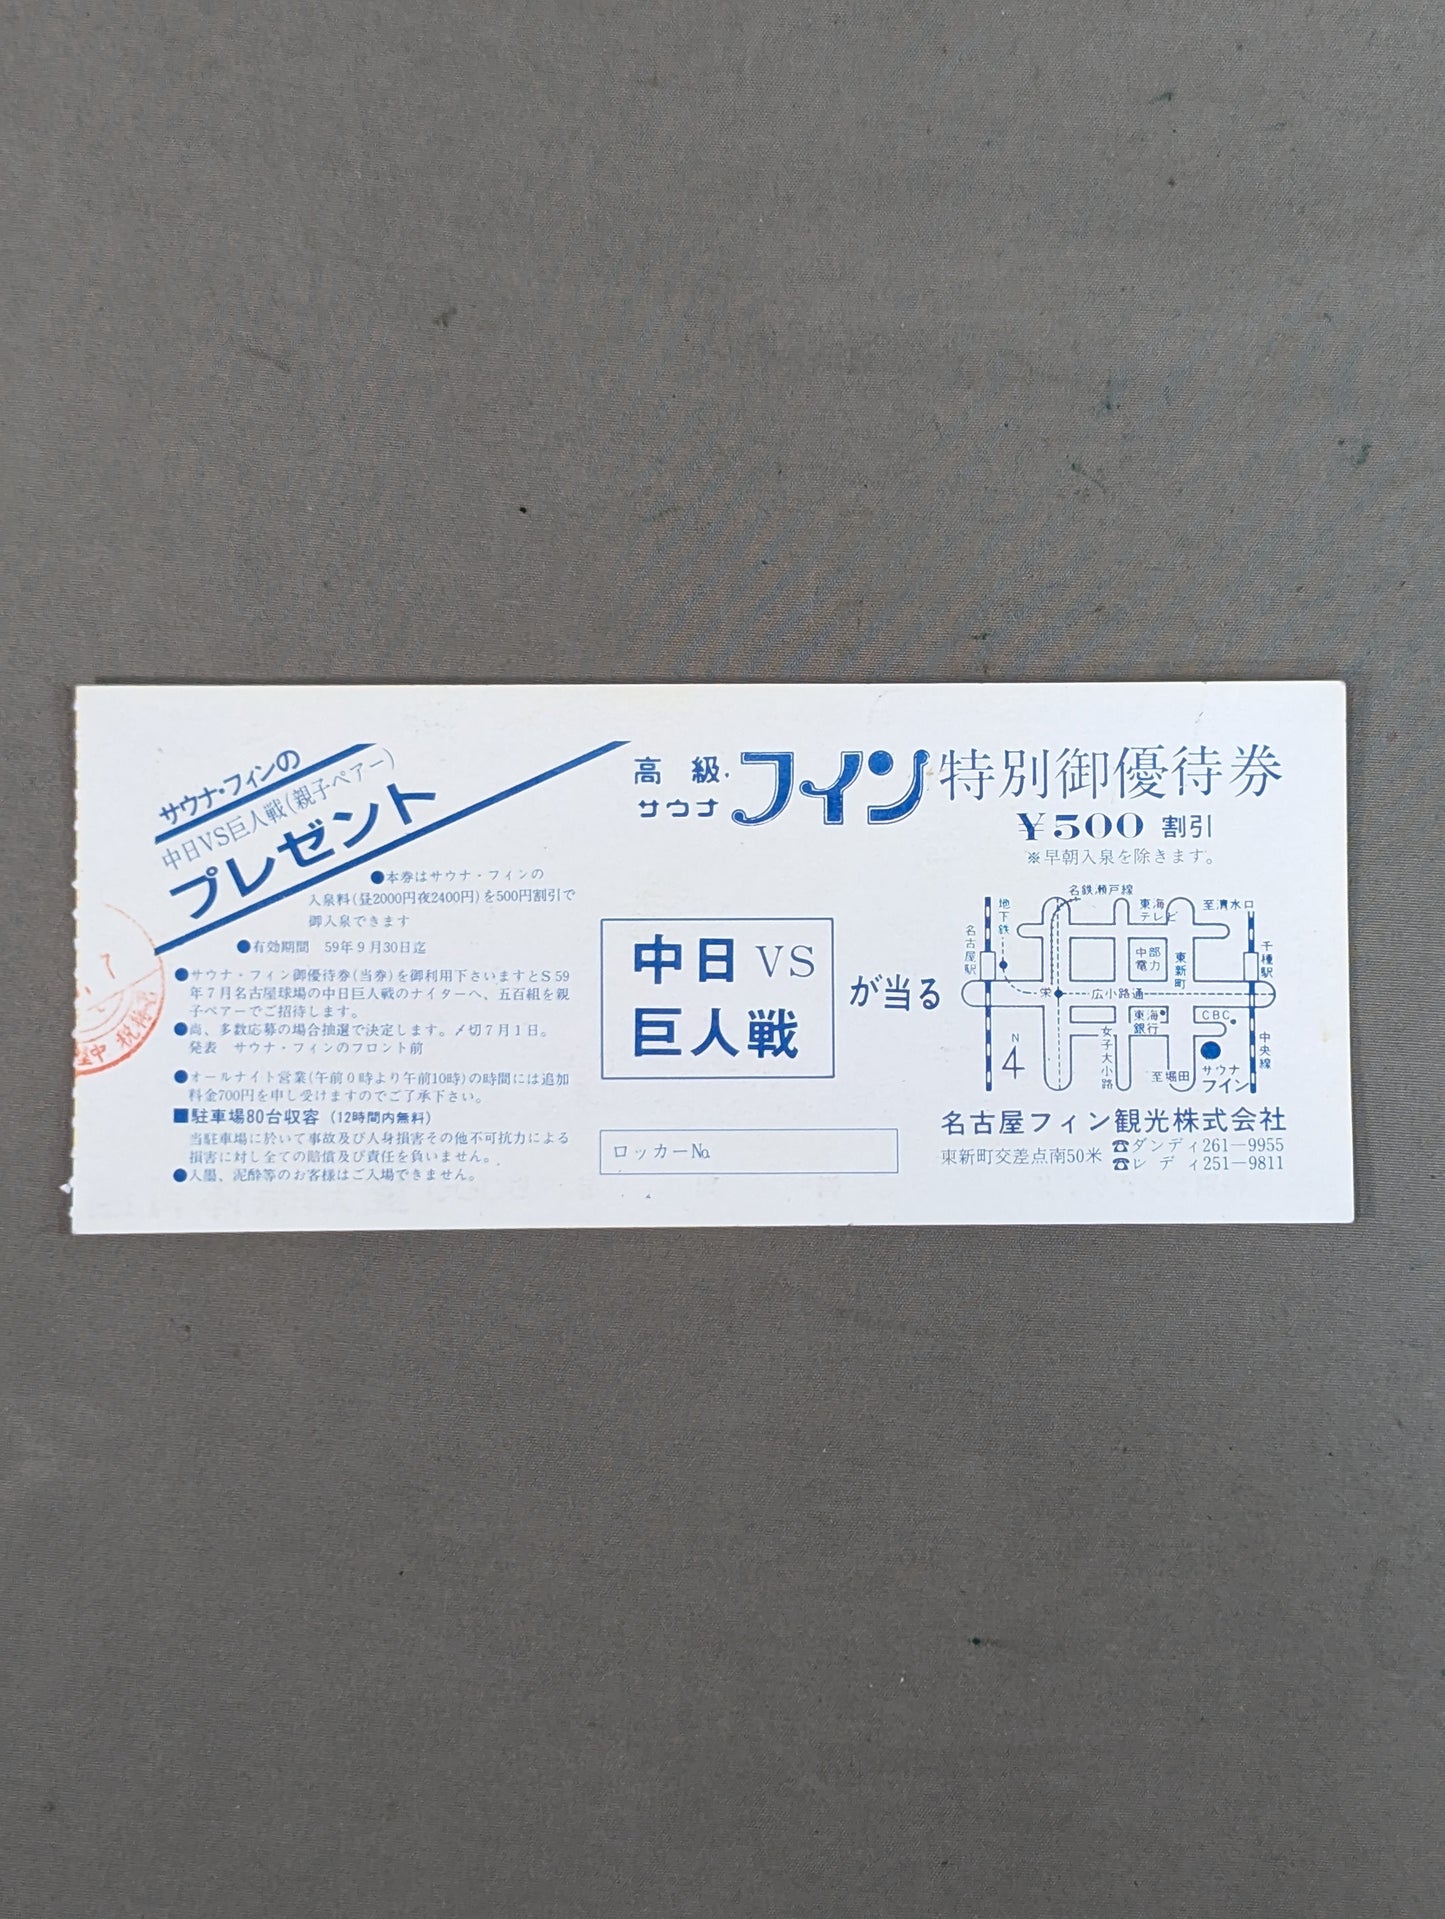 サウナ・フィンの
中日VS巨人戦(親子ペアー)
プレゼント
●本券はサウナ・フィンの
入泉料(昼2000円夜2400円)を500円割引で
御入泉できます
●有効期間　59年9月30日迄
●サウナ・フィン御優待券(当券)を御利用下さいますとS59
年7月名古屋球場の中日巨人戦のナイターへ、五百組を親
子ペアーでご招待します。
●尚、多数応募の場合抽選で決定します。〆切7月1日。
発表　サウナ・フィンのフロント前
●オールナイト営業(午前0時より午前10時)の時間には追加
料金700円を申し受けますのでご了承下さい。
■駐車場80台収容 (12時間内無料)
当駐車場に於いて事故及び人身損害その他不可抗力による
損害に対し全ての賠償及び責任を負いません。
●入墨、泥酔等のお客様はご入場できません。
高級
サウナ
フィン
特別御優待券
¥500 割引
※早朝入泉を除きます。
中日 VS
巨人戦
が当る
ロッカーNo.
名鉄瀬戸線
地下鉄
東海
テレビ
至清水口
名古屋駅
中部
電力
東新町
千種駅
栄
広小路通
東海
銀行
CBC
女子大小路
中央線
N
4
至堀田
サウナ
フィン
名古屋フィン観光株式会社
東新町交差点南50米
☎ダンディ261－9955
☎レディ251－9811
7